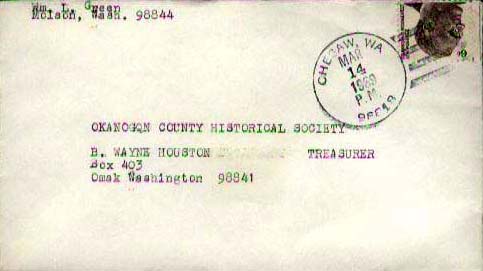 Wm. L. Green
Molson, Wash. 98844
CHESAW, WA
MAR
14
1969
P.M.
OKANOGQN COUNTY HISTORICAL SOCIETY
B. WAYNE HOUSTON TREASURER
Box 403
Omak Washington 98841